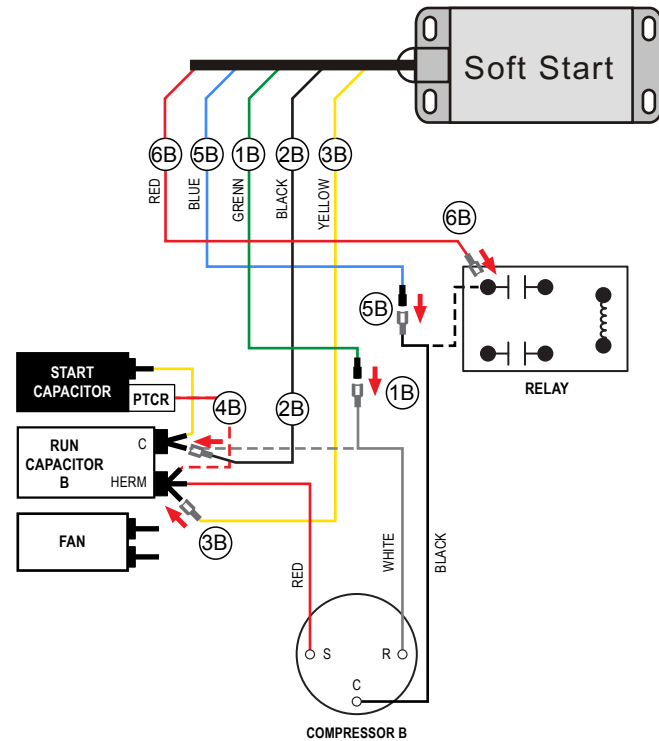 Soft Start
6B
5B
1B
2B
3B
RED
BLUE
GRENN
BLACK
YELLOW
6B
5B
RELAY
START
CAPACITOR
PTCR
4B
2B
1B
RUN
CAPACITOR
B
C
HERM
FAN
3B
RED
WHITE
BLACK
S
R
C
COMPRESSOR B